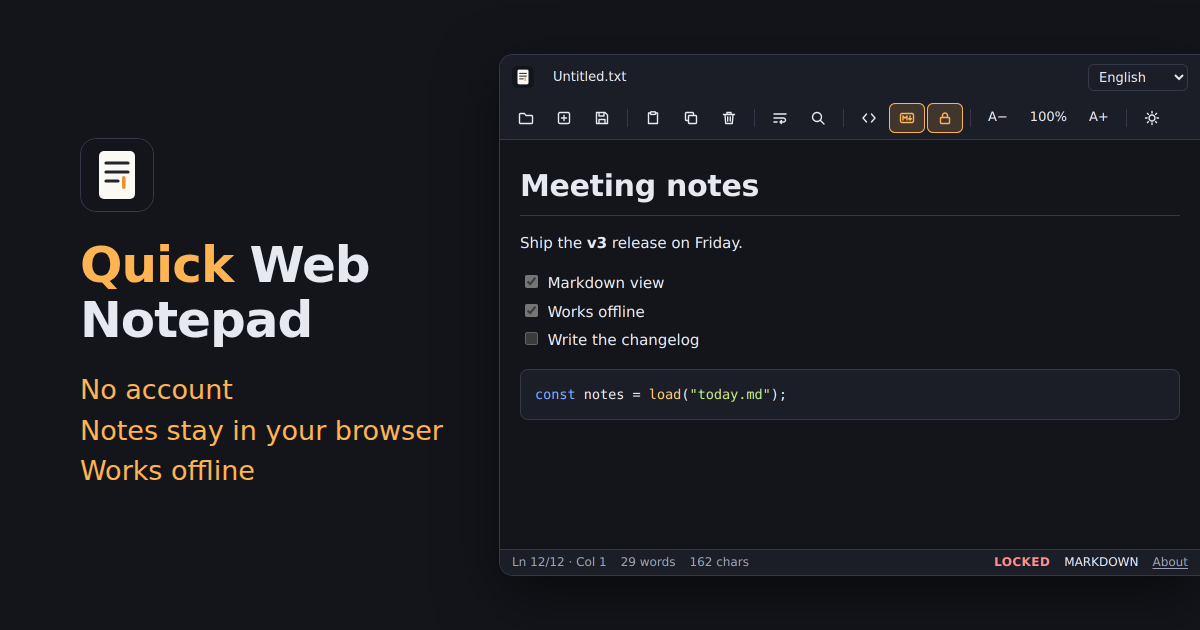 Quick Web
Notepad
No account
Notes stay in your browser
Works offline
Untitled.txt
English
A− 100% A+
Meeting notes
Ship the v3 release on Friday.
Markdown view
Works offline
Write the changelog
const notes = load("today.md");
Ln 12/12 · Col 1 29 words 162 chars LOCKED MARKDOWN About